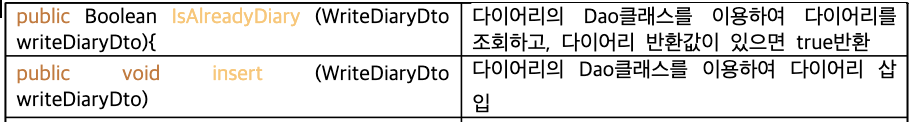 public Boolean IsAlreadyDiary (WriteDiaryDto
writeDiaryDto){
다이어리의 Dao클래스를 이용하여 다이어리를
조회하고, 다이어리 반환값이 있으면 true반환
public void insert (WriteDiaryDto
writeDiaryDto)
다이어리의 Dao클래스를 이용하여 다이어리 삽
입